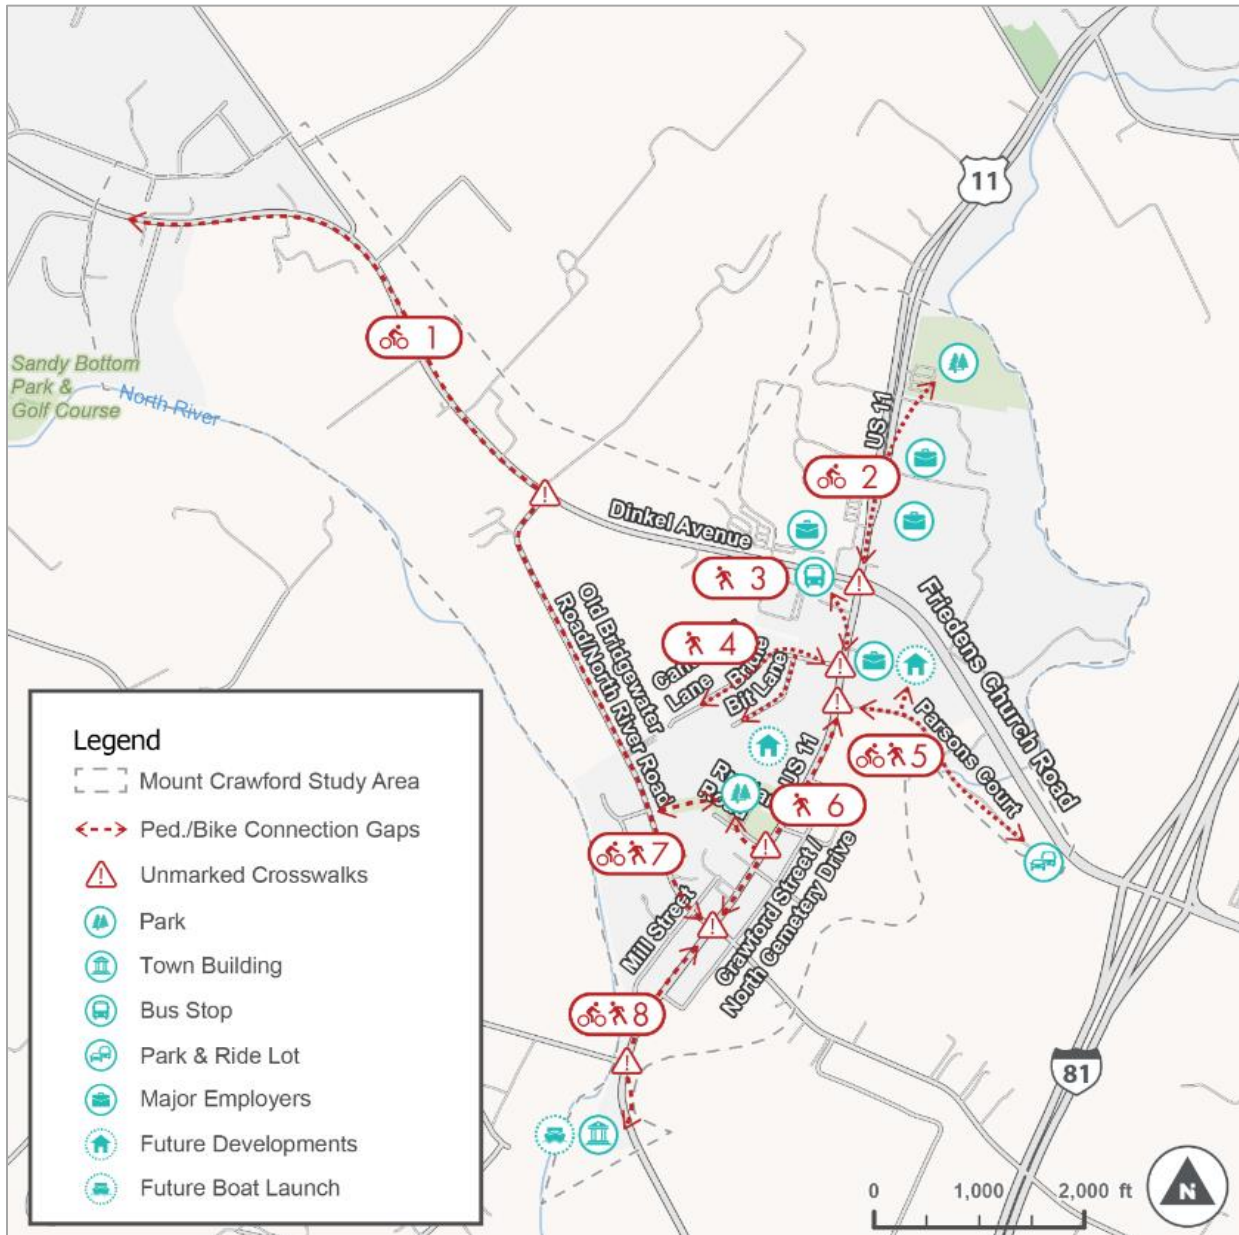 11
1
Sandy Bottom
Park &
Golf Course
North River
US 11
2
Dinkel Avenue
3
Friedens Church Road
4
Lane
Bit Lane
Old Bridgewater
Road/North River Road
Parsons Court
5
US 11
6
7
Mill Street
Crawford Street /
North Cemetery Drive
8
81
Legend
Mount Crawford Study Area
Ped./Bike Connection Gaps
Unmarked Crosswalks
Park
Town Building
Bus Stop
Park & Ride Lot
Major Employers
Future Developments
Future Boat Launch
0 1,000 2,000 ft
N